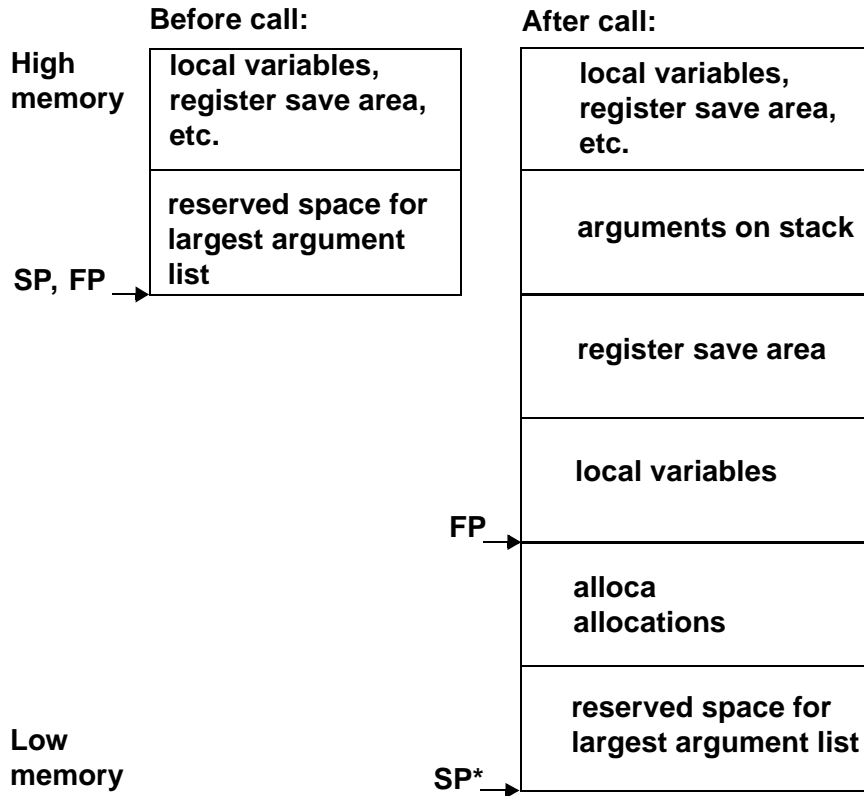 Before call:
After call:
High
memory
local variables,
register save area,
etc.
reserved space for
largest argument
list
SP, FP
local variables,
register save area,
etc.
arguments on stack
register save area
local variables
FP
alloca
allocations
reserved space for
largest argument list
Low
memory
SP*